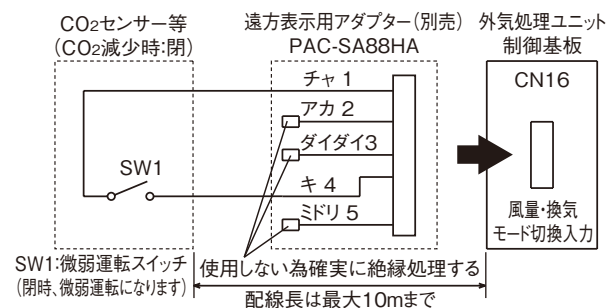 CO2センサー等
(CO2減少時:閉)
遠方表示用アダプター(別売)
PAC-SA88HA
外気処理ユニット
制御基板
チャ 1
アカ 2
ダイダイ3
キ 4
ミドリ 5
SW1
CN16
風量・換気
モード切換入力
SW1:微弱運転スイッチ
(閉時、微弱運転になります)
使用しない為確実に絶縁処理する
配線長は最大10mまで